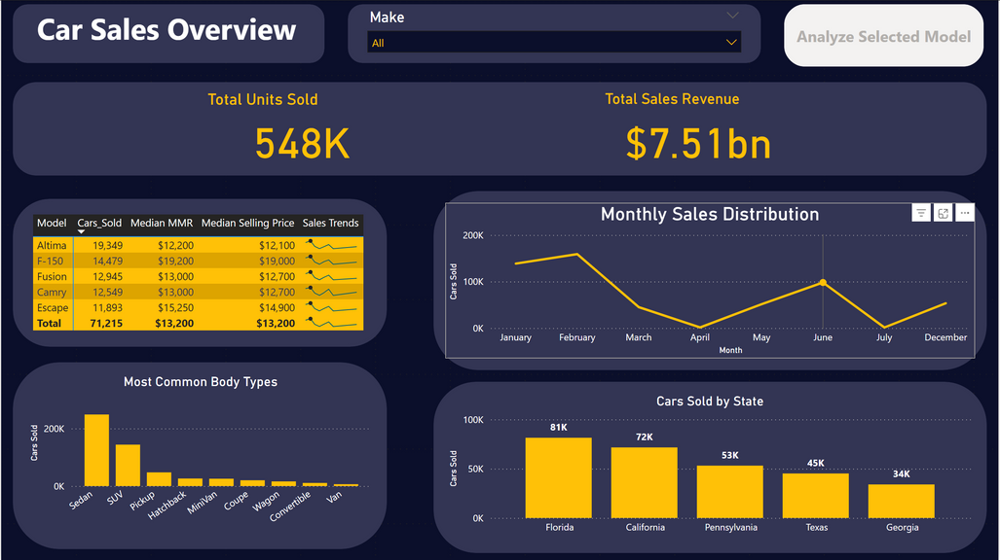 Car Sales Overview
Make
All
Analyze Selected Model
Total Units Sold
548K
Total Sales Revenue
$7.51bn
Model Cars_Sold Median MMR Median Selling Price Sales Trends
Altima 19,349 $12,200 $12,100
F-150 14,479 $19,200 $19,000
Fusion 12,945 $13,000 $12,700
Camry 12,549 $13,000 $12,700
Escape 11,893 $15,250 $14,900
Total 71,215 $13,200 $13,200
Monthly Sales Distribution
Cars Sold
200K
100K
0K
January February March April May June July December
Month
Most Common Body Types
Cars Sold
200K
0K
Sedan SUV Pickup Hatchback MiniVan Coupe Wagon Convertible Van
Cars Sold by State
Cars Sold
100K
50K
0K
81K 72K 53K 45K 34K
Florida California Pennsylvania Texas Georgia